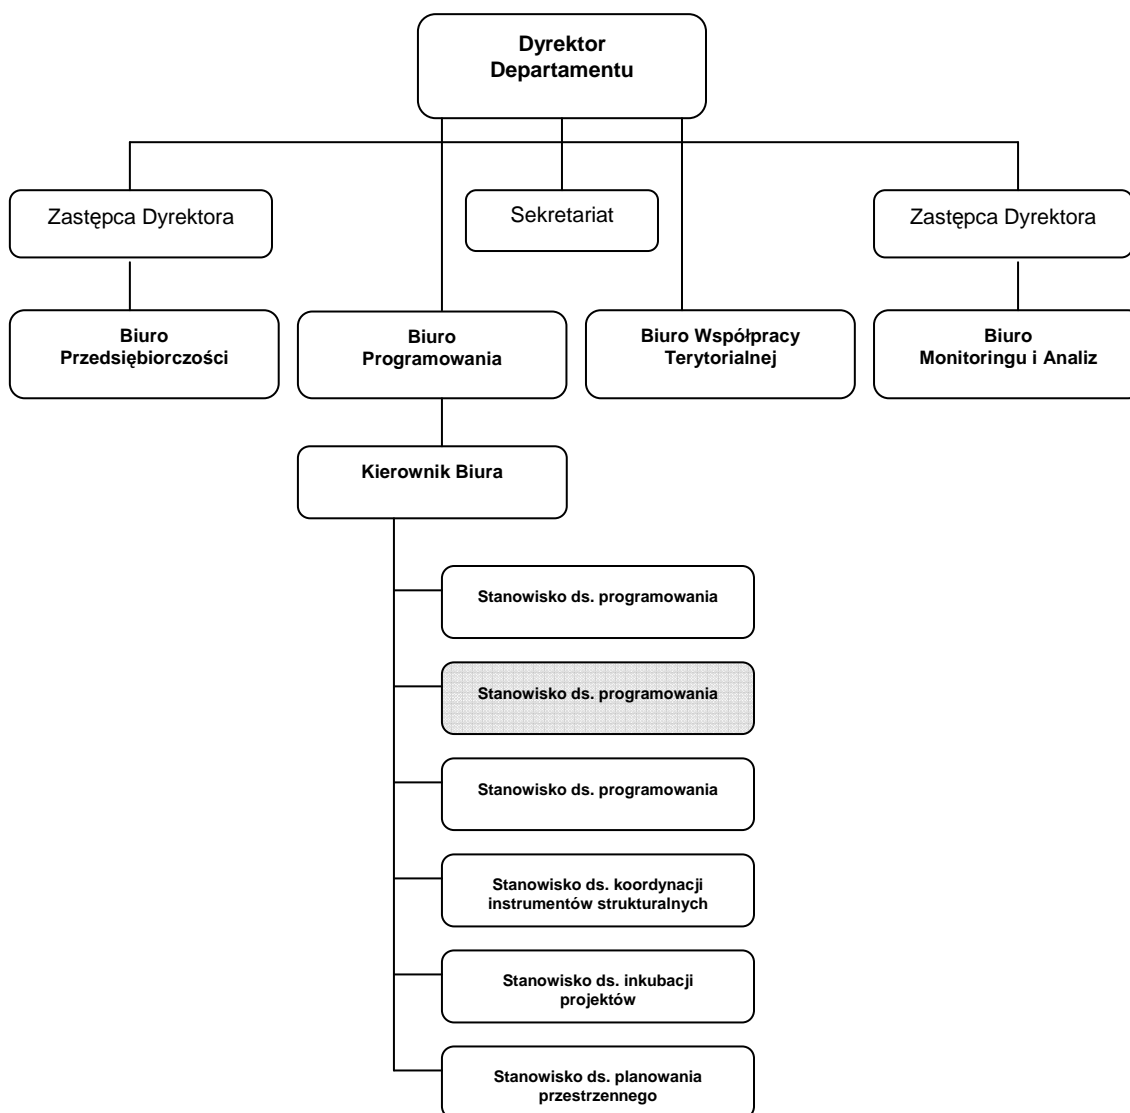 Dyrektor
Departamentu
Zastępca Dyrektora
Sekretariat
Zastępca Dyrektora
Biuro
Przedsiębiorczości
Biuro
Programowania
Biuro Współpracy
Terytorialnej
Biuro
Monitoringu i Analiz
Kierownik Biura
Stanowisko ds. programowania
Stanowisko ds. programowania
Stanowisko ds. programowania
Stanowisko ds. koordynacji
instrumentów strukturalnych
Stanowisko ds. inkubacji
projektów
Stanowisko ds. planowania
przestrzennego